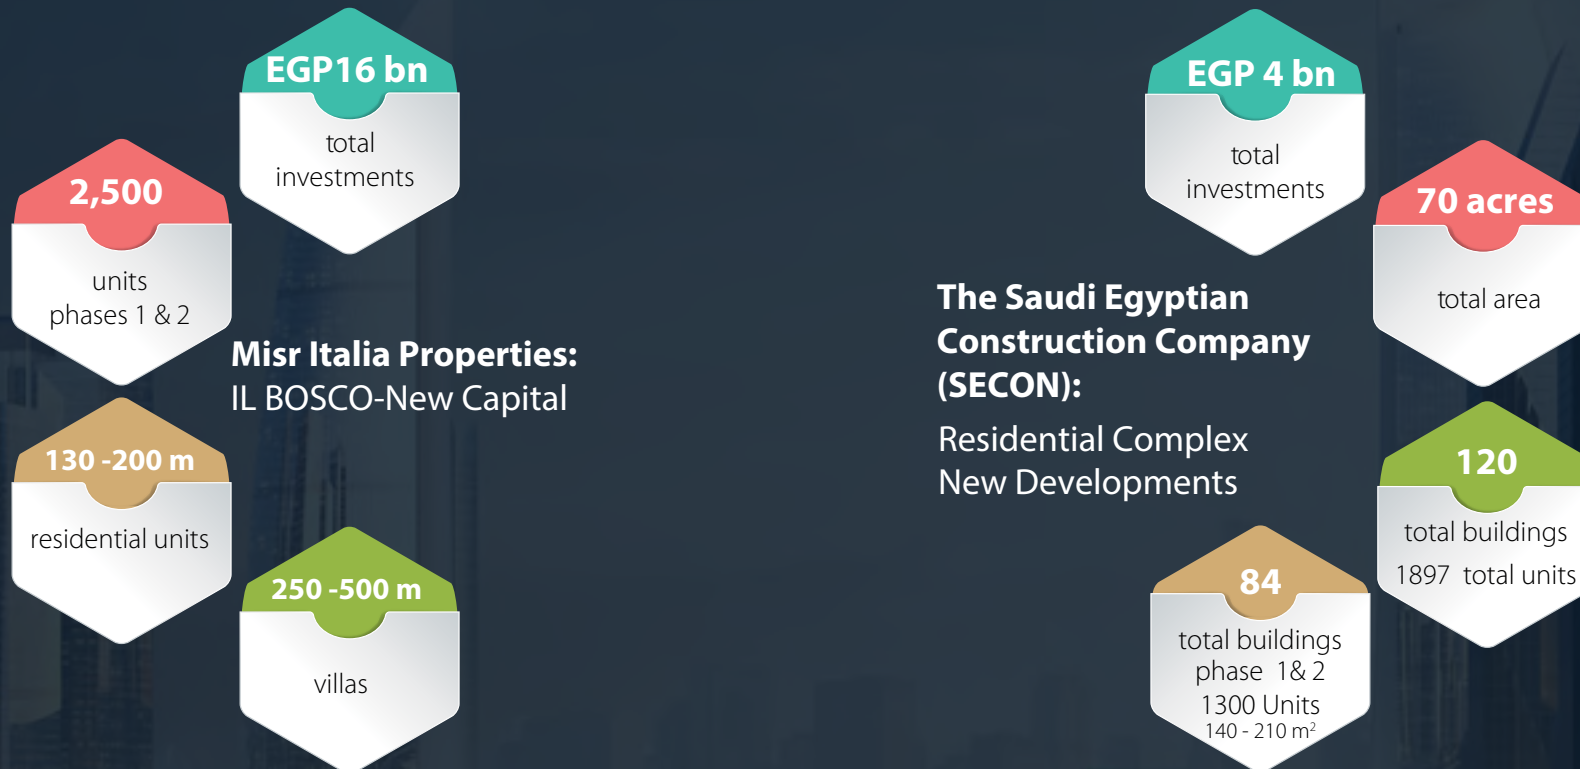 EGP16 bn
total
investments
2,500
units
phases 1 & 2
Misr Italia Properties:
IL BOSCO-New Capital
130 -200 m
residential units
250 -500 m
villas
EGP 4 bn
total
investments
70 acres
total area
The Saudi Egyptian
Construction Company
(SECON):
Residential Complex
New Developments
120
total buildings
1897 total units
84
total buildings
phase 1& 2
1300 Units
140 - 210 m²